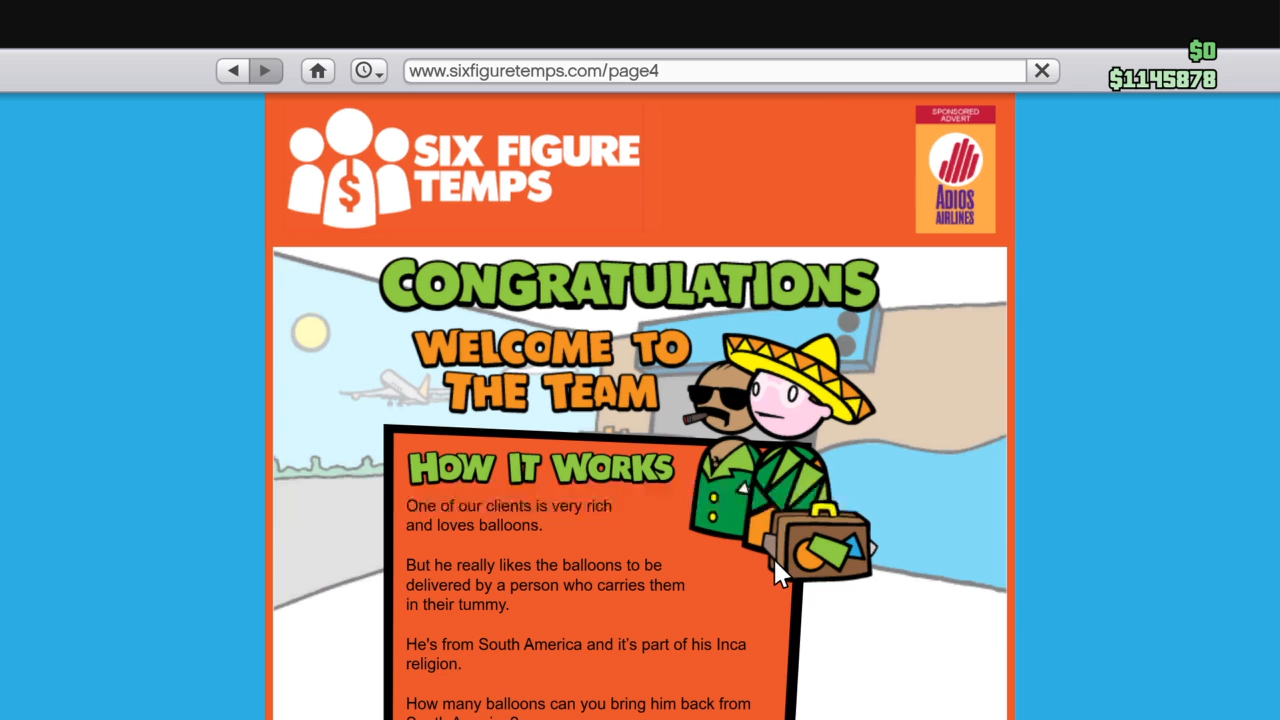 $0
www.sixfiguretemps.com/page4
$1145878
SIX FIGURE
TEMPS
SPONSORED
ADVERT
ADIOS
AIRLINES
CONGRATULATIONS
WELCOME TO
THE TEAM
HOW IT WORKS
One of our clients is very rich
and loves balloons.
But he really likes the balloons to be
delivered by a person who carries them
in their tummy.
He's from South America and it's part of his Inca
religion.
How many balloons can you bring him back from
South America?